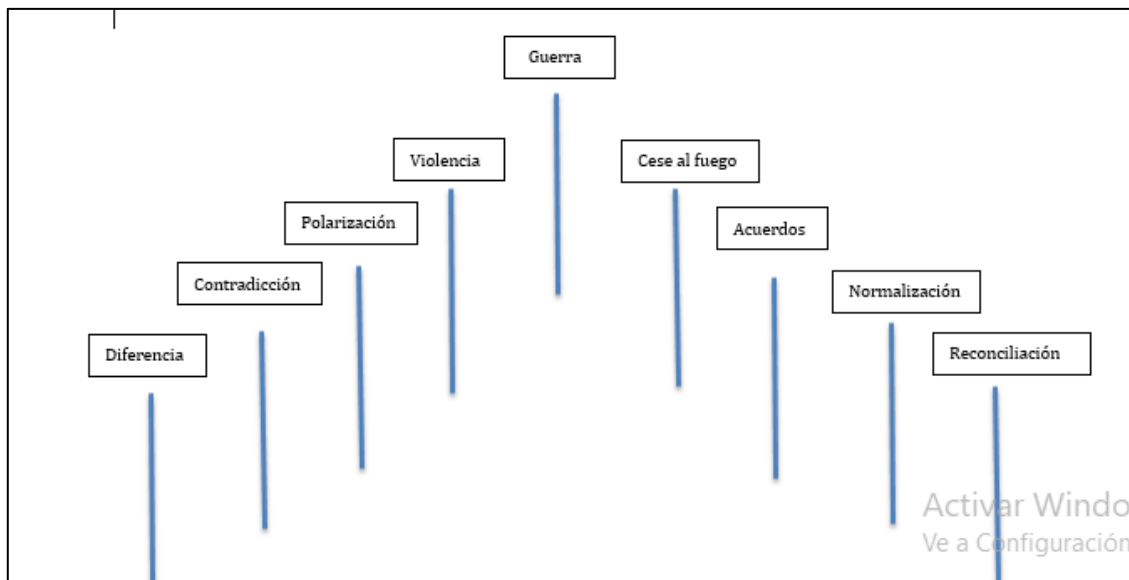 Guerra
Violencia
Cese al fuego
Polarización
Acuerdos
Contradicción
Normalización
Diferencia
Reconciliación
Activar Windo
Ve a Configuración